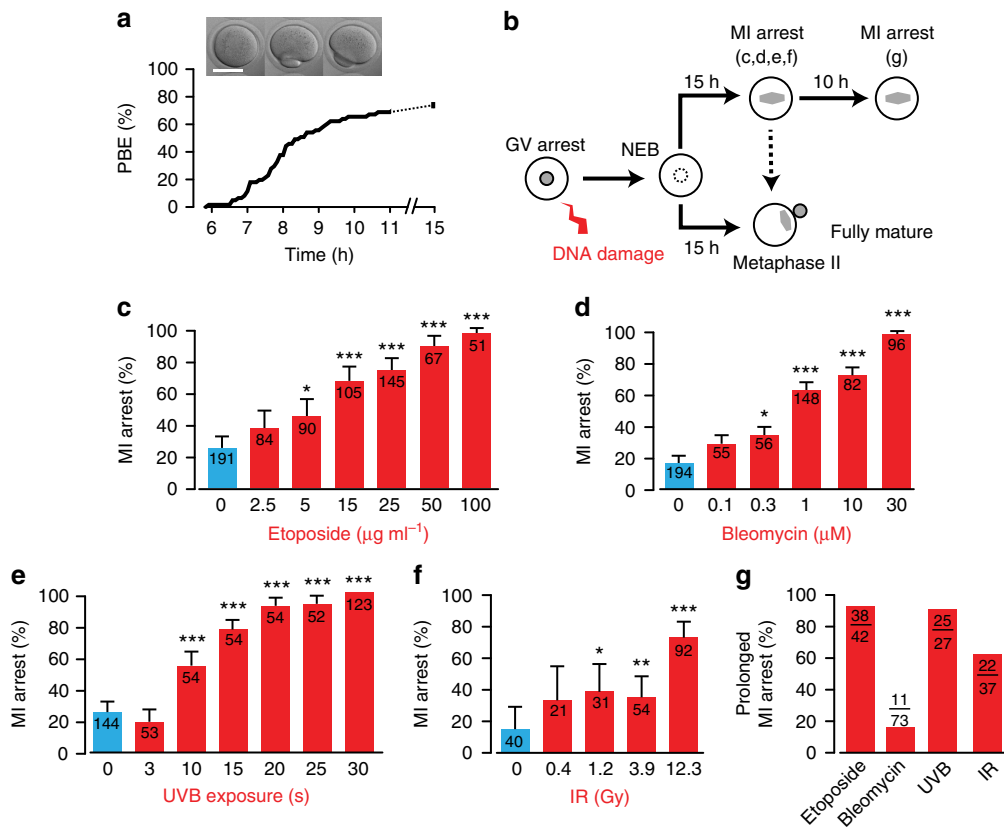 a
PBE (%)
100
80
60
40
20
0
6 7 8 9 10 11 15
Time (h)
b
GV arrest
DNA damage
NEB
15 h
MI arrest
(c,d,e,f)
10 h
MI arrest
(g)
15 h
Metaphase II
Fully mature
c
MI arrest (%)
100
80
60
40
20
0
* *** *** *** ***
191 84 90 105 145 67 51
0 2.5 5 15 25 50 100
Etoposide (μg ml⁻¹)
d
MI arrest (%)
100
80
60
40
20
0
* *** *** ***
194 55 56 148 82 96
0 0.1 0.3 1 10 30
Bleomycin (μM)
e
MI arrest (%)
100
80
60
40
20
0
*** *** *** *** ***
144 53 54 54 54 52 123
0 3 10 15 20 25 30
UVB exposure (s)
f
MI arrest (%)
100
80
60
40
20
0
* ** ***
40 21 31 54 92
0 0.4 1.2 3.9 12.3
IR (Gy)
g
Prolonged
MI arrest (%)
100
80
60
40
20
0
38 11 25 22
42 73 27 37
Etoposide
Bleomycin
UVB
IR